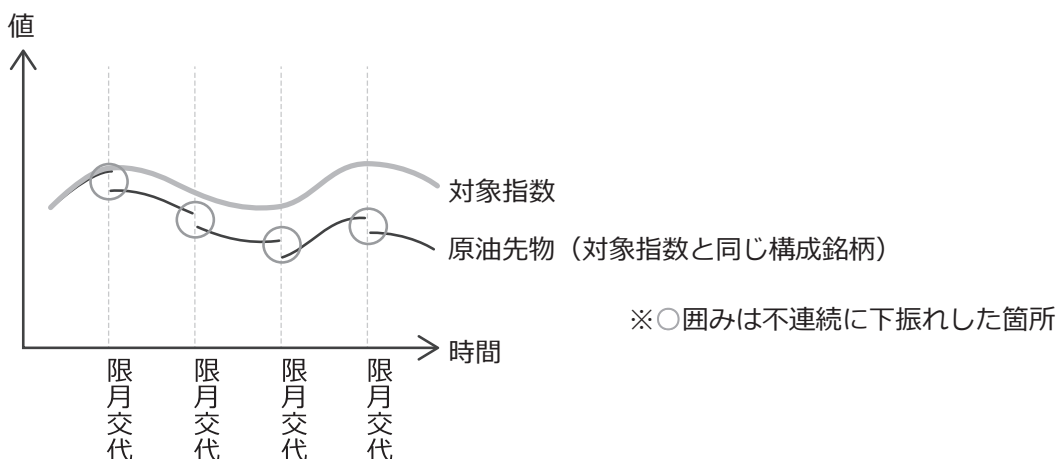 値
対象指数
原油先物（対象指数と同じ構成銘柄）
※○囲みは不連続に下振れした箇所
時間
限月交代
限月交代
限月交代
限月交代